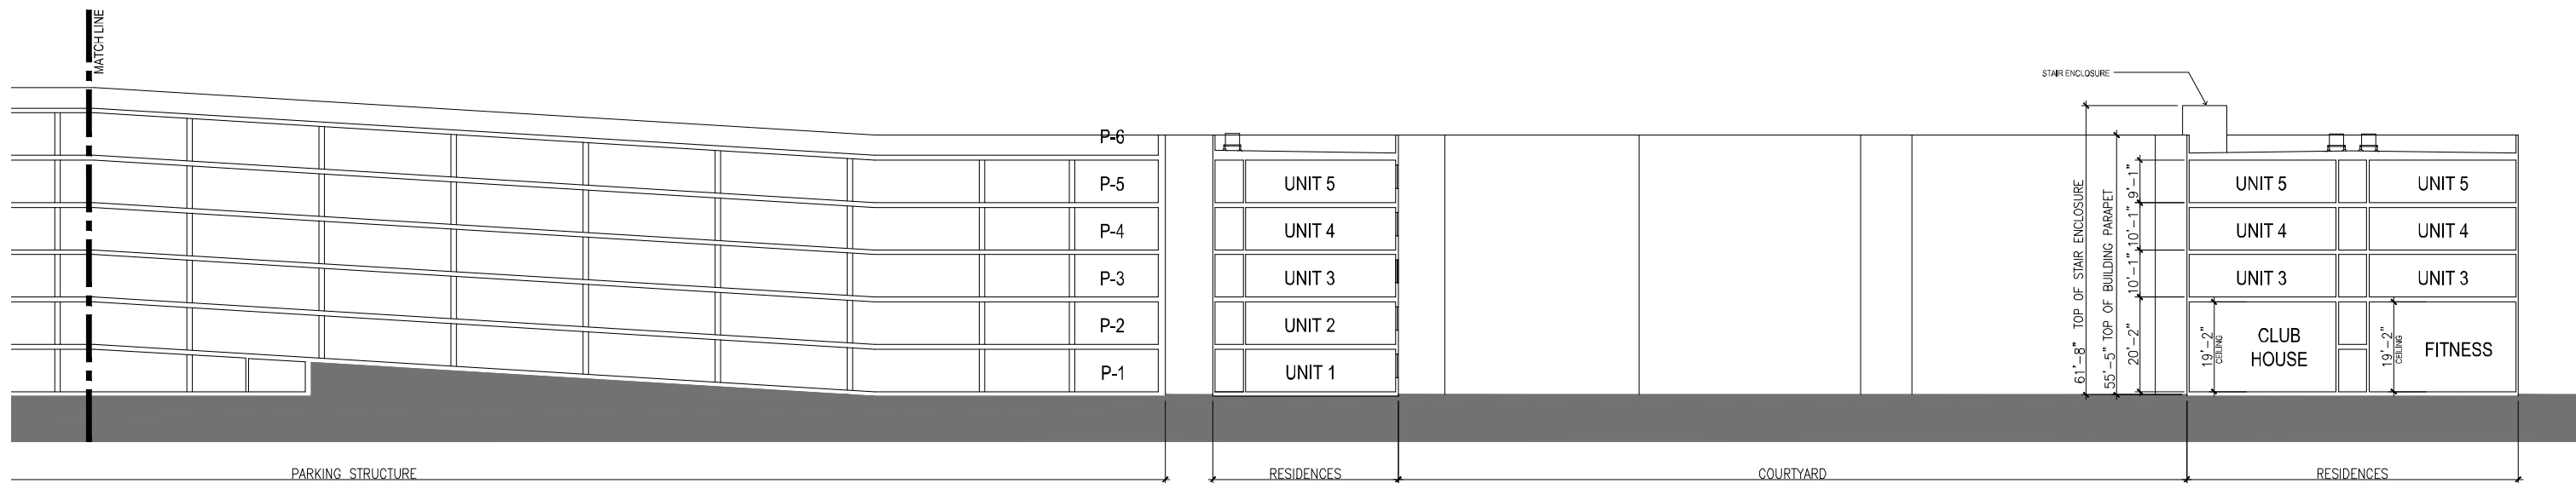 MATCH LINE
STAIR ENCLOSURE
P-6
P-5
P-4
P-3
P-2
P-1
UNIT 5
UNIT 4
UNIT 3
UNIT 2
UNIT 1
61'-8" TOP OF STAIR ENCLOSURE
55'-5" TOP OF BUILDING PARAPET
9'-1"
10'-1"
10'-1"
20'-2"
UNIT 5
UNIT 5
UNIT 4
UNIT 4
UNIT 3
UNIT 3
19'-2"
CEILING
CLUB
HOUSE
19'-2"
CEILING
FITNESS
PARKING STRUCTURE
RESIDENCES
COURTYARD
RESIDENCES